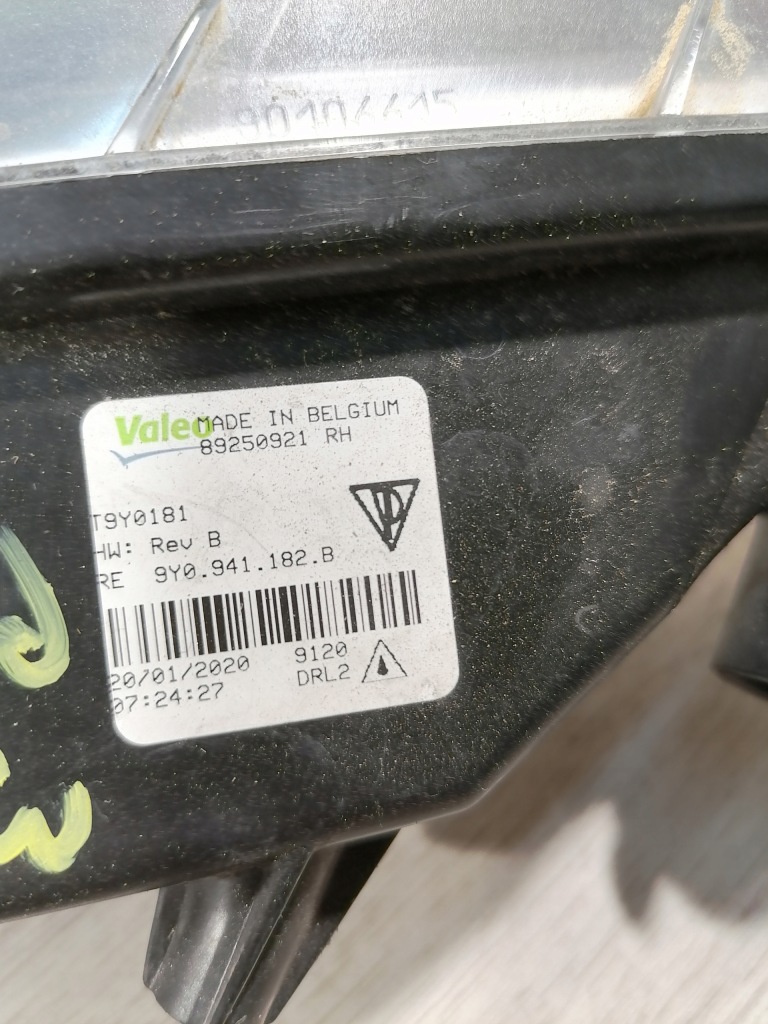 90104415
Valeo MADE IN BELGIUM
89250921 RH
T9Y0181
HW: Rev B
RE 9Y0.941.182.B
20/01/2020 9120
07:24:27 DRL2